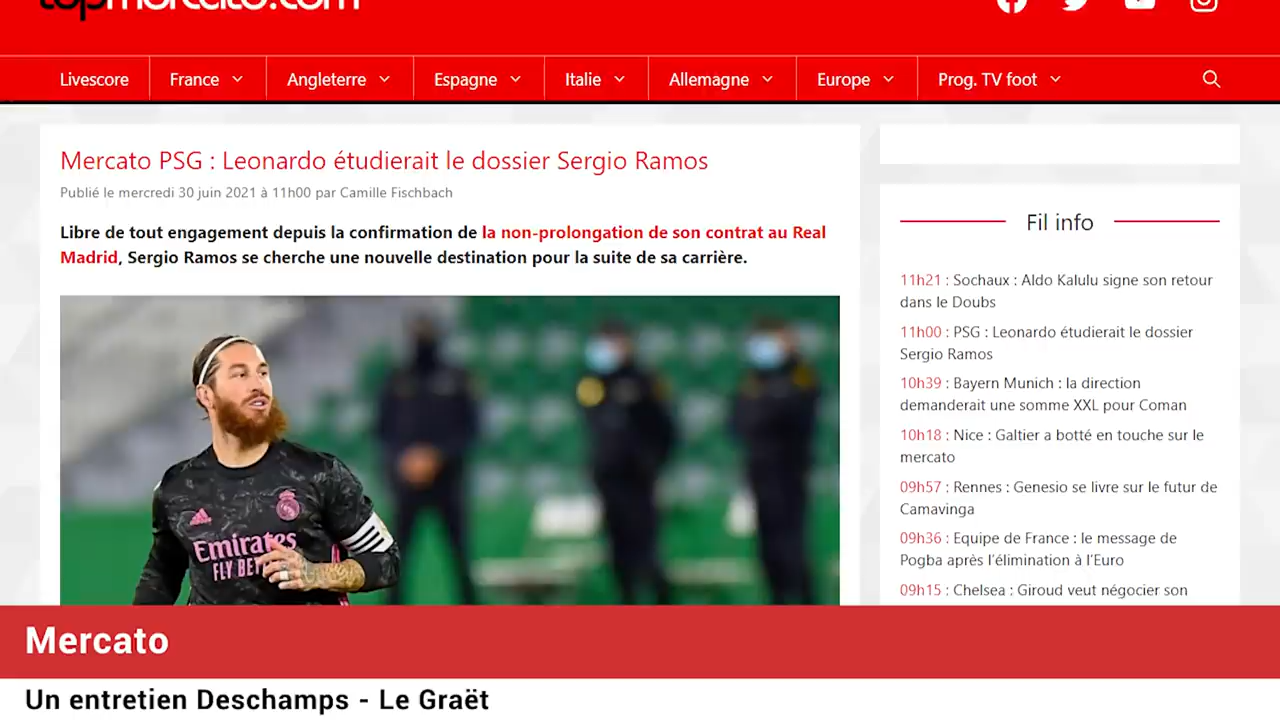 topmercato.com
Livescore
France
Angleterre
Espagne
Italie
Allemagne
Europe
Prog. TV foot
Mercato PSG : Leonardo étudierait le dossier Sergio Ramos
Publié le mercredi 30 juin 2021 à 11h00 par Camille Fischbach
Libre de tout engagement depuis la confirmation de la non-prolongation de son contrat au Real
Madrid, Sergio Ramos se cherche une nouvelle destination pour la suite de sa carrière.
Emirates
FLY BE
Fil info
11h21 : Sochaux : Aldo Kalulu signe son retour
dans le Doubs
11h00 : PSG : Leonardo étudierait le dossier
Sergio Ramos
10h39 : Bayern Munich : la direction
demanderait une somme XXL pour Coman
10h18 : Nice : Galtier a botté en touche sur le
mercato
09h57 : Rennes : Genesio se livre sur le futur de
Camavinga
09h36 : Equipe de France : le message de
Pogba après l'élimination à l'Euro
09h15 : Chelsea : Giroud veut négocier son
Mercato
Un entretien Deschamps - Le Graët